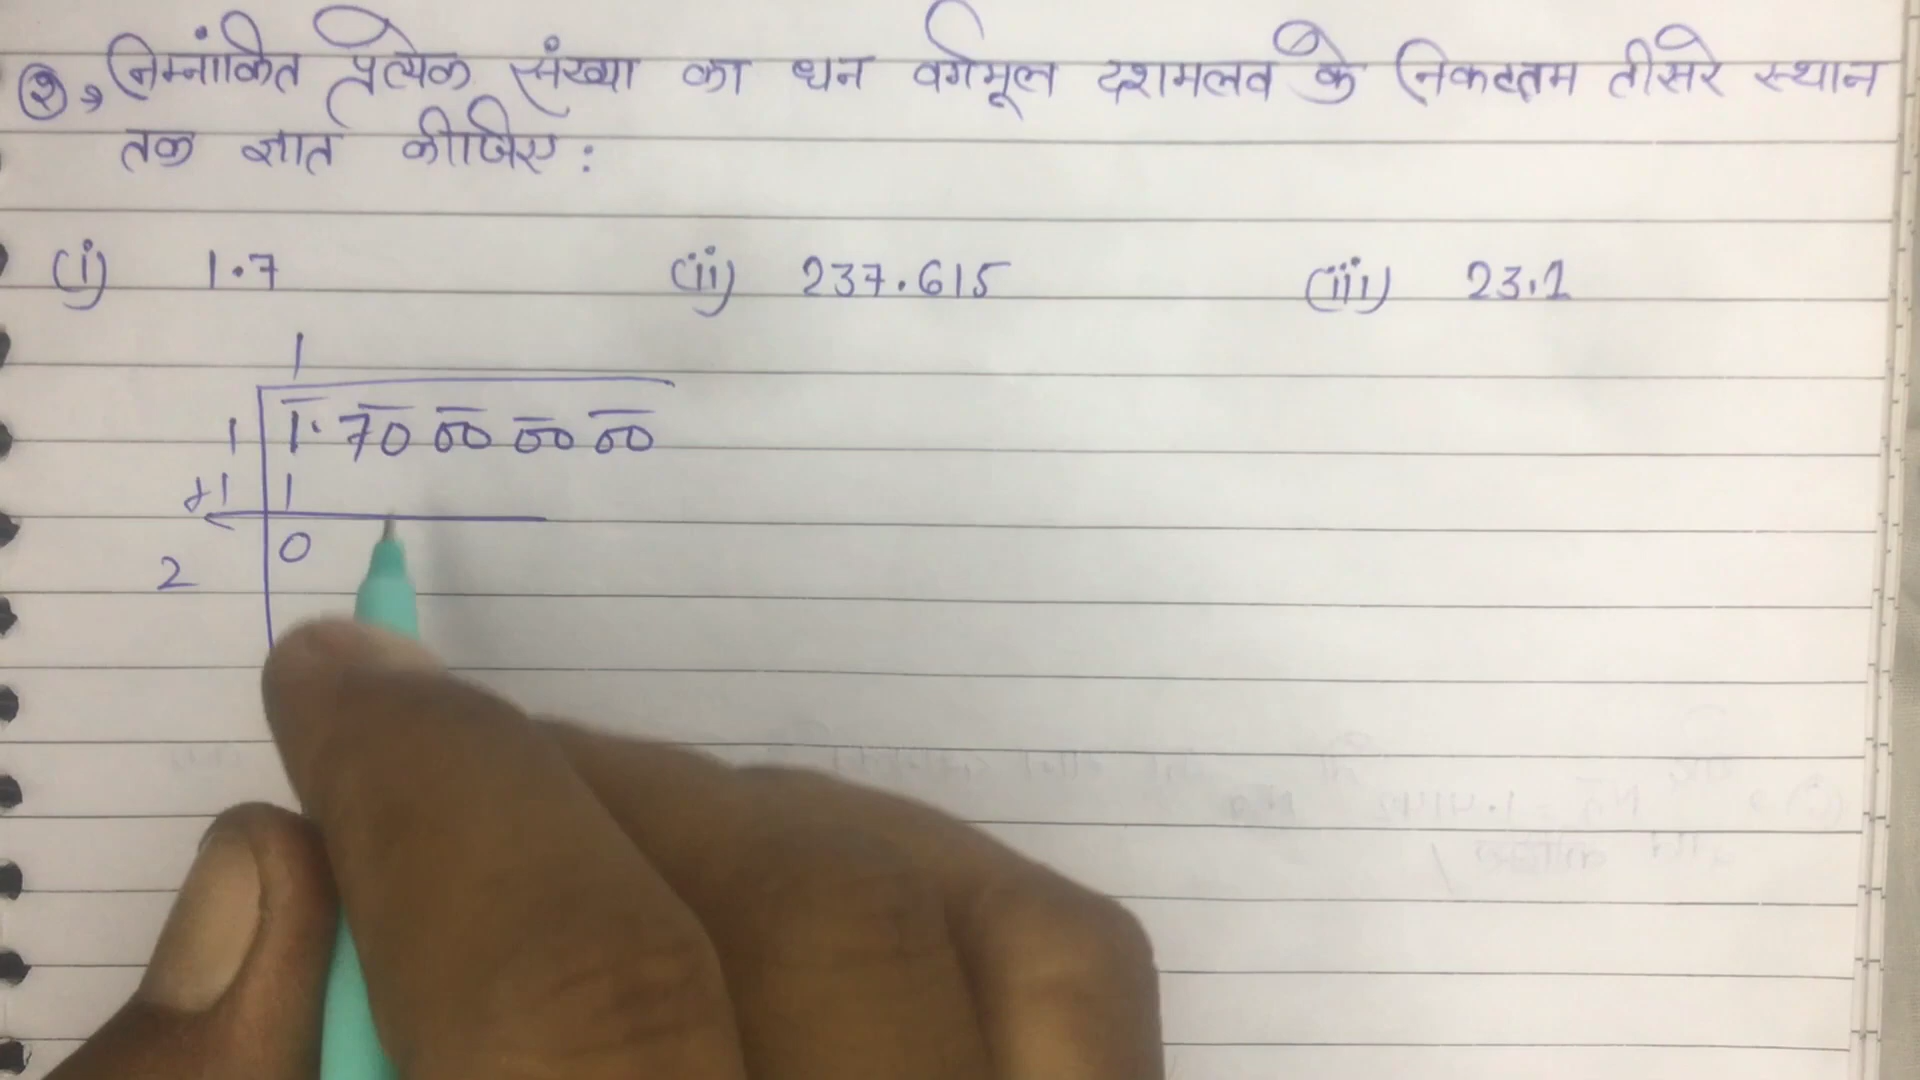 २, निम्नांकित प्रत्येक संख्या का धन वर्गमूल दशमलव के निकटतम तीसरे स्थान
तक ज्ञात कीजिए:
(i) 1.7 (ii) 237.615 (iii) 23.1
1
1 1.70 00 00 00
+1 1
2 0